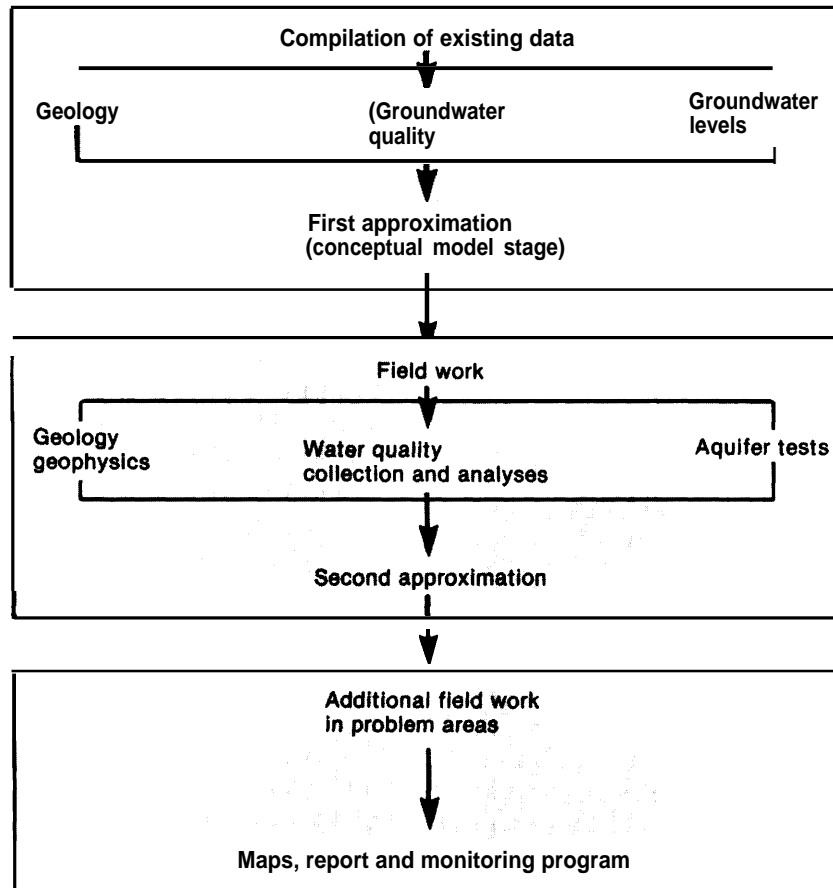 Compilation of existing data
Geology
(Groundwater
quality
Groundwater
levels
First approximation
(conceptual model stage)
Field work
Geology
geophysics
Water quality
collection and analyses
Aquifer tests
Second approximation
Additional field work
in problem areas
Maps, report and monitoring program